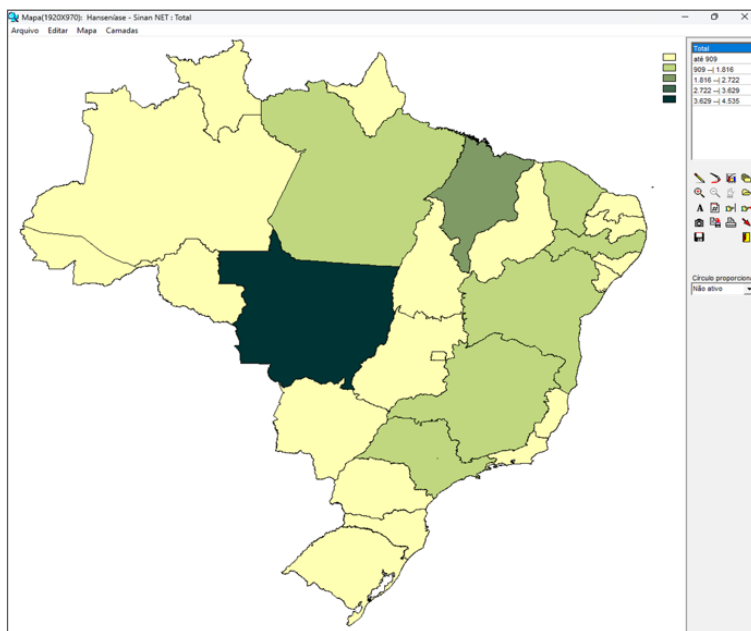 Mapa(1920X970): Hanseníase - Sinan NET : Total
Arquivo Editar Mapa Camadas
Total
até 909
909 --| 1.816
1.816 --| 2.722
2.722 --| 3.629
3.629 --| 4.535
A
Círculo proporcion
Não ativo